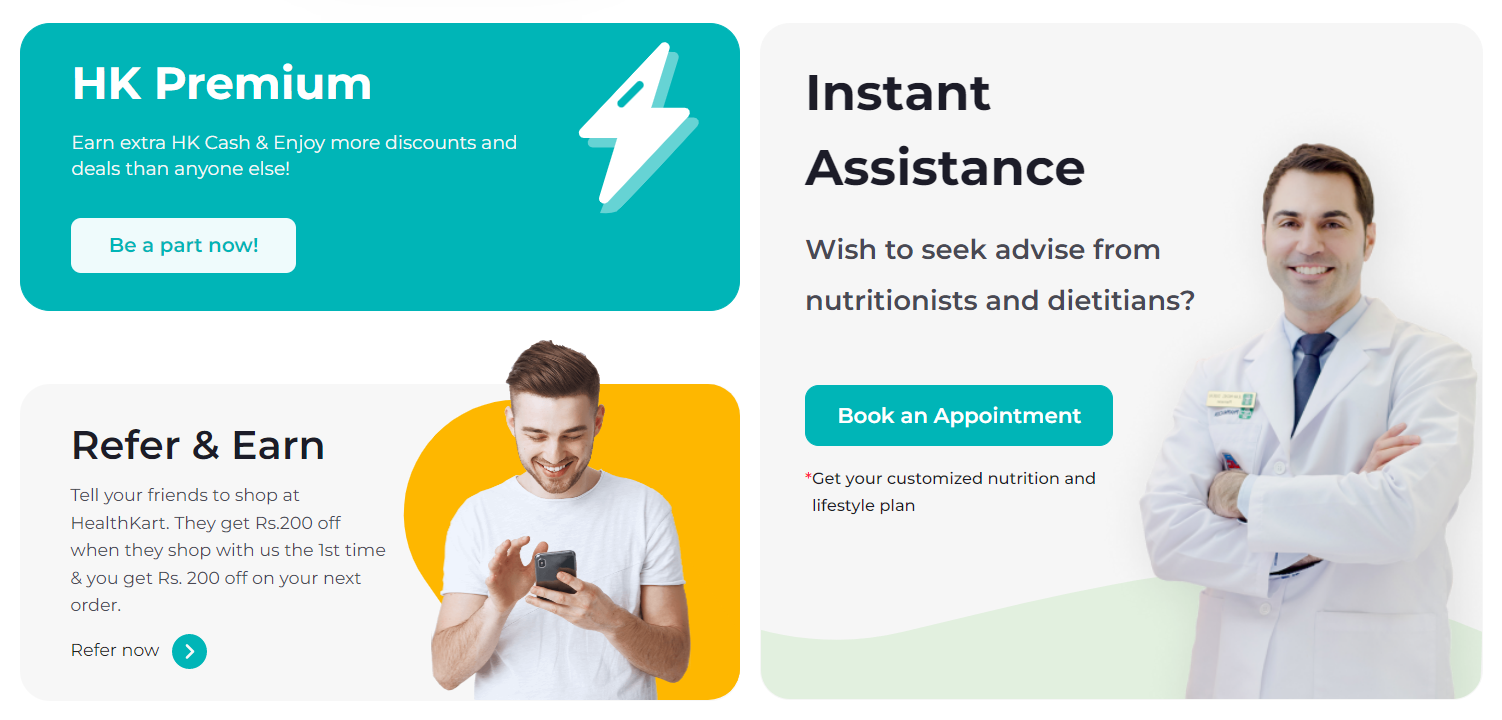 HK Premium
Earn extra HK Cash & Enjoy more discounts and
deals than anyone else!
Be a part now!
Refer & Earn
Tell your friends to shop at
HealthKart. They get Rs.200 off
when they shop with us the 1st time
& you get Rs. 200 off on your next
order.
Refer now
Instant
Assistance
Wish to seek advise from
nutritionists and dietitians?
Book an Appointment
*Get your customized nutrition and
lifestyle plan